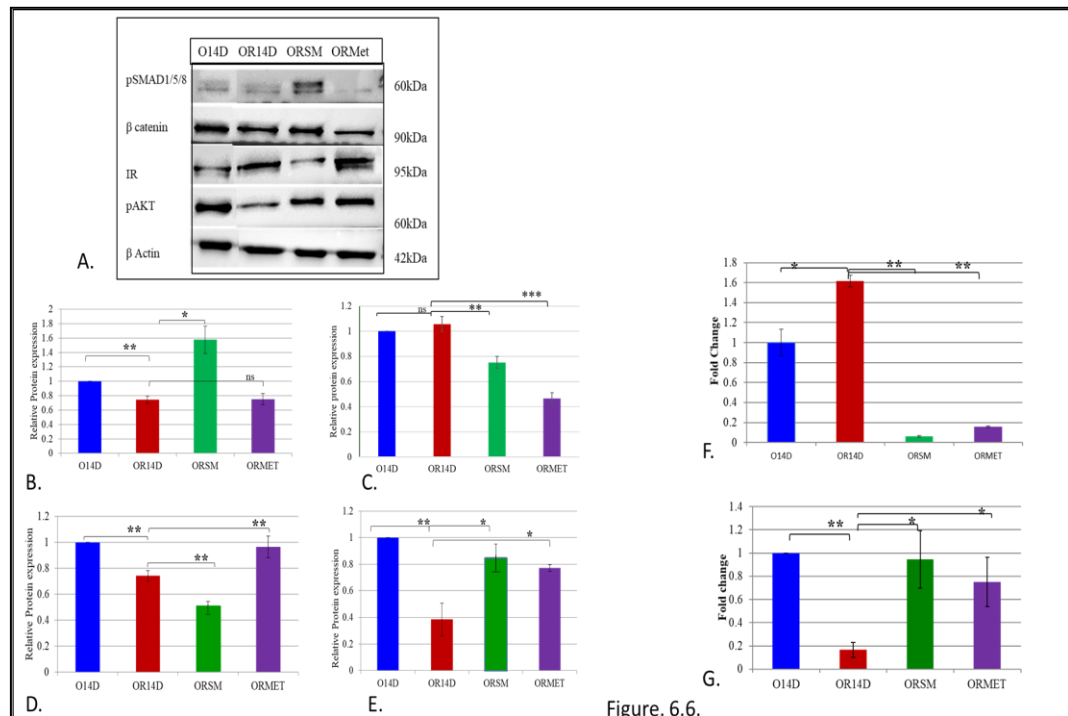 O14D OR14D ORSM ORMet
pSMAD1/5/8
60kDa
β catenin
90kDa
IR
95kDa
pAKT
60kDa
β Actin
42kDa
A.
Relative Protein expression
2
1.8
1.6
1.4
1.2
1
0.8
0.6
0.4
0.2
0
**
*
ns
O14D OR14D ORSM ORMET
B.
Relative protein expression
1.2
1
0.8
0.6
0.4
0.2
0
ns
**
***
O14D OR14D ORSM ORMET
C.
Relative Protein expression
1.2
1
0.8
0.6
0.4
0.2
0
**
**
**
O14D OR14D ORSM ORMET
D.
Relative Protein expression
1.2
1
0.8
0.6
0.4
0.2
0
**
*
*
O14D OR14D ORSM ORMET
E.
Fold Change
1.8
1.6
1.4
1.2
1
0.8
0.6
0.4
0.2
0
*
**
**
O14D OR14D ORSM ORMET
F.
Fold change
1.4
1.2
1
0.8
0.6
0.4
0.2
0
**
*
*
O14D OR14D ORSM ORMET
G.
Figure. 6.6.